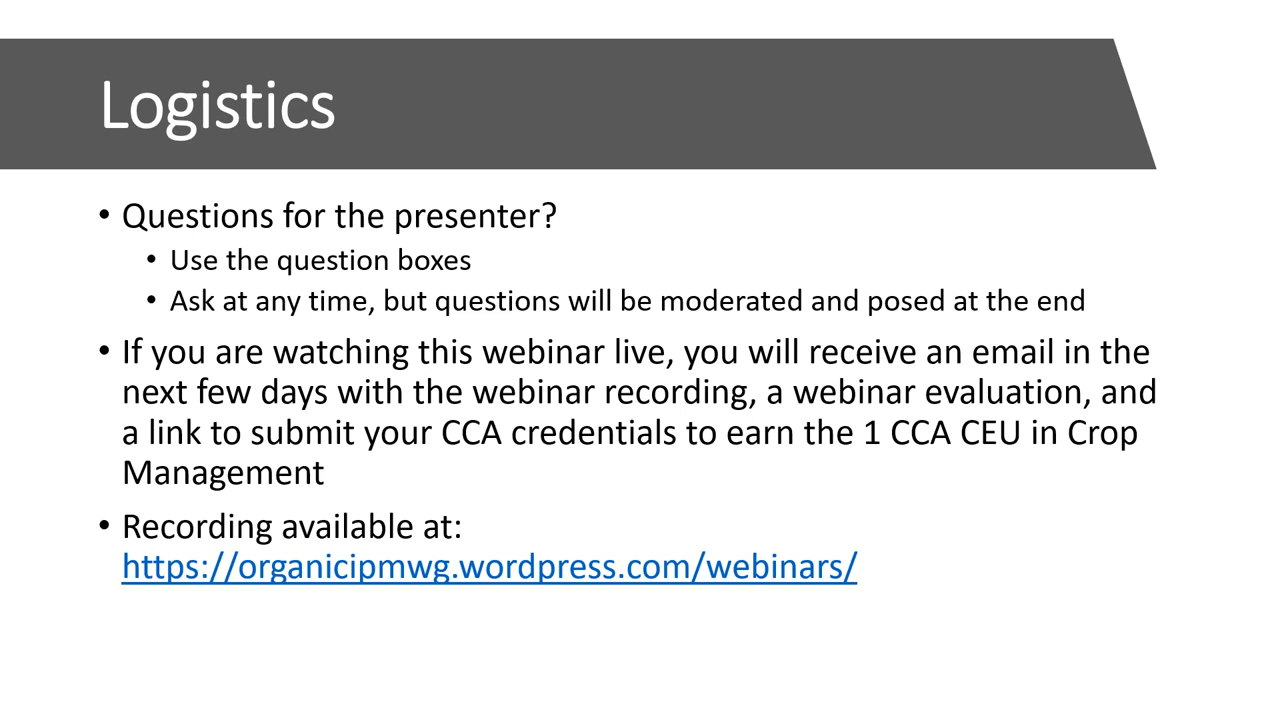 Logistics
• Questions for the presenter?
• Use the question boxes
• Ask at any time, but questions will be moderated and posed at the end
• If you are watching this webinar live, you will receive an email in the
next few days with the webinar recording, a webinar evaluation, and
a link to submit your CCA credentials to earn the 1 CCA CEU in Crop
Management
• Recording available at:
https://organicipmwg.wordpress.com/webinars/